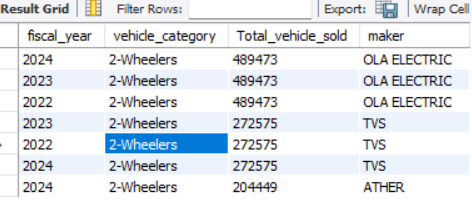 Result Grid Filter Rows: Export: Wrap Cell
fiscal_year vehicle_category Total_vehicle_sold maker
2024 2-Wheelers 489473 OLA ELECTRIC
2023 2-Wheelers 489473 OLA ELECTRIC
2022 2-Wheelers 489473 OLA ELECTRIC
2023 2-Wheelers 272575 TVS
2022 2-Wheelers 272575 TVS
2024 2-Wheelers 272575 TVS
2024 2-Wheelers 204449 ATHER